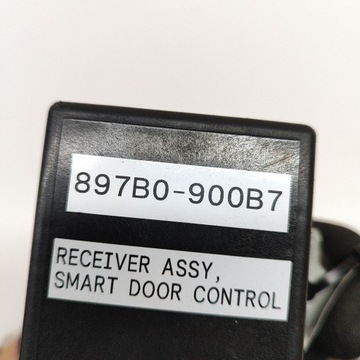 897B0-900B7
RECEIVER ASSY,
SMART DOOR CONTROL